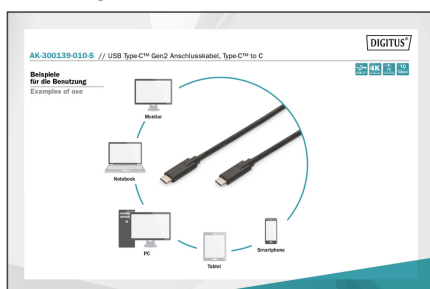 DIGITUS®
AK-300139-010-S // USB Type-C™ Gen2 Anschlusskabel, Type-C™ to C
4K
10
Gbps
Beispiele
für die Benutzung
Examples of use
Monitor
Notebook
PC
Tablet
Smartphone